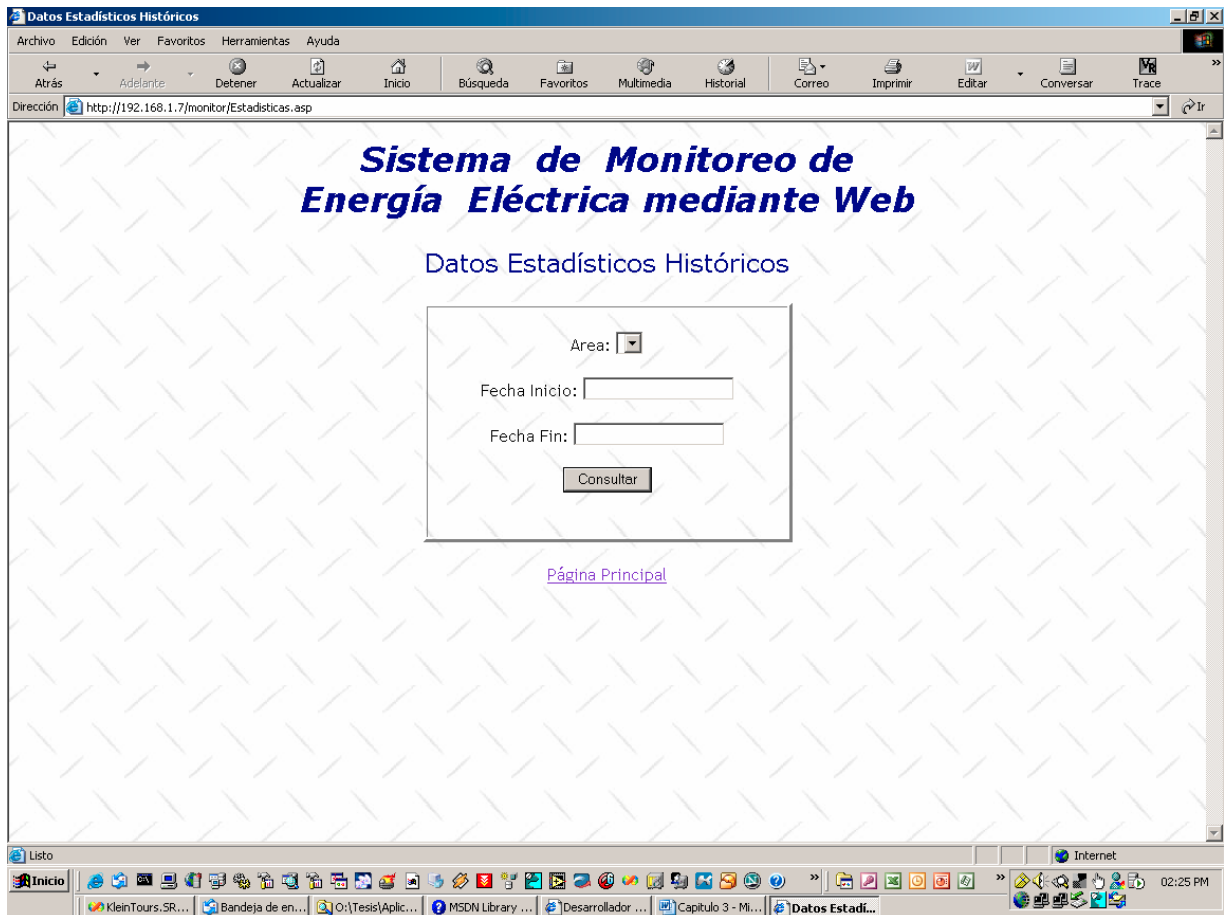 Datos Estadísticos Históricos
Archivo Edición Ver Favoritos Herramientas Ayuda
Atrás Adelante Detener Actualizar Inicio Búsqueda Favoritos Multimedia Historial Correo Imprimir Editar Conversar Trace
Dirección http://192.168.1.7/monitor/Estadisticas.asp Ir
Sistema de Monitoreo de
Energía Eléctrica mediante Web
Datos Estadísticos Históricos
Area:
Fecha Inicio:
Fecha Fin:
Consultar
Página Principal
Listo Internet
Inicio 02:25 PM
KleinTours.SR... Bandeja de en... O:\Tesis\Aplic... MSDN Library ... Desarrollador ... Capitulo 3 - Mi... Datos Estadí...